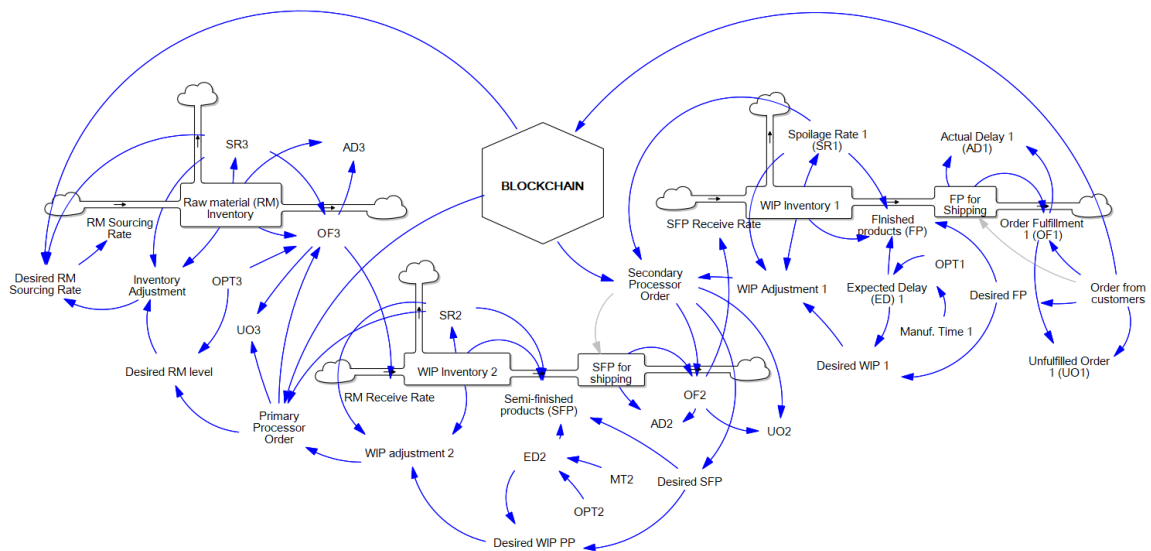 BLOCKCHAIN
SR3
AD3
Raw material (RM)
Inventory
RM Sourcing
Rate
OF3
Desired RM
Sourcing Rate
Inventory
Adjustment
OPT3
UO3
Desired RM level
Primary
Processor
Order
SR2
WIP Inventory 2
SFP for
shipping
RM Receive Rate
Semi-finished
products (SFP)
OF2
AD2
UO2
WIP adjustment 2
ED2
MT2
Desired SFP
OPT2
Desired WIP PP
Secondary
Processor
Order
Spoilage Rate 1
(SR1)
Actual Delay 1
(AD1)
WIP Inventory 1
FP for
Shipping
SFP Receive Rate
FInished
products (FP)
Order Fulfillment
1 (OF1)
WIP Adjustment 1
OPT1
Expected Delay
(ED) 1
Desired FP
Order from
customers
Manuf. Time 1
Desired WIP 1
Unfulfilled Order
1 (UO1)